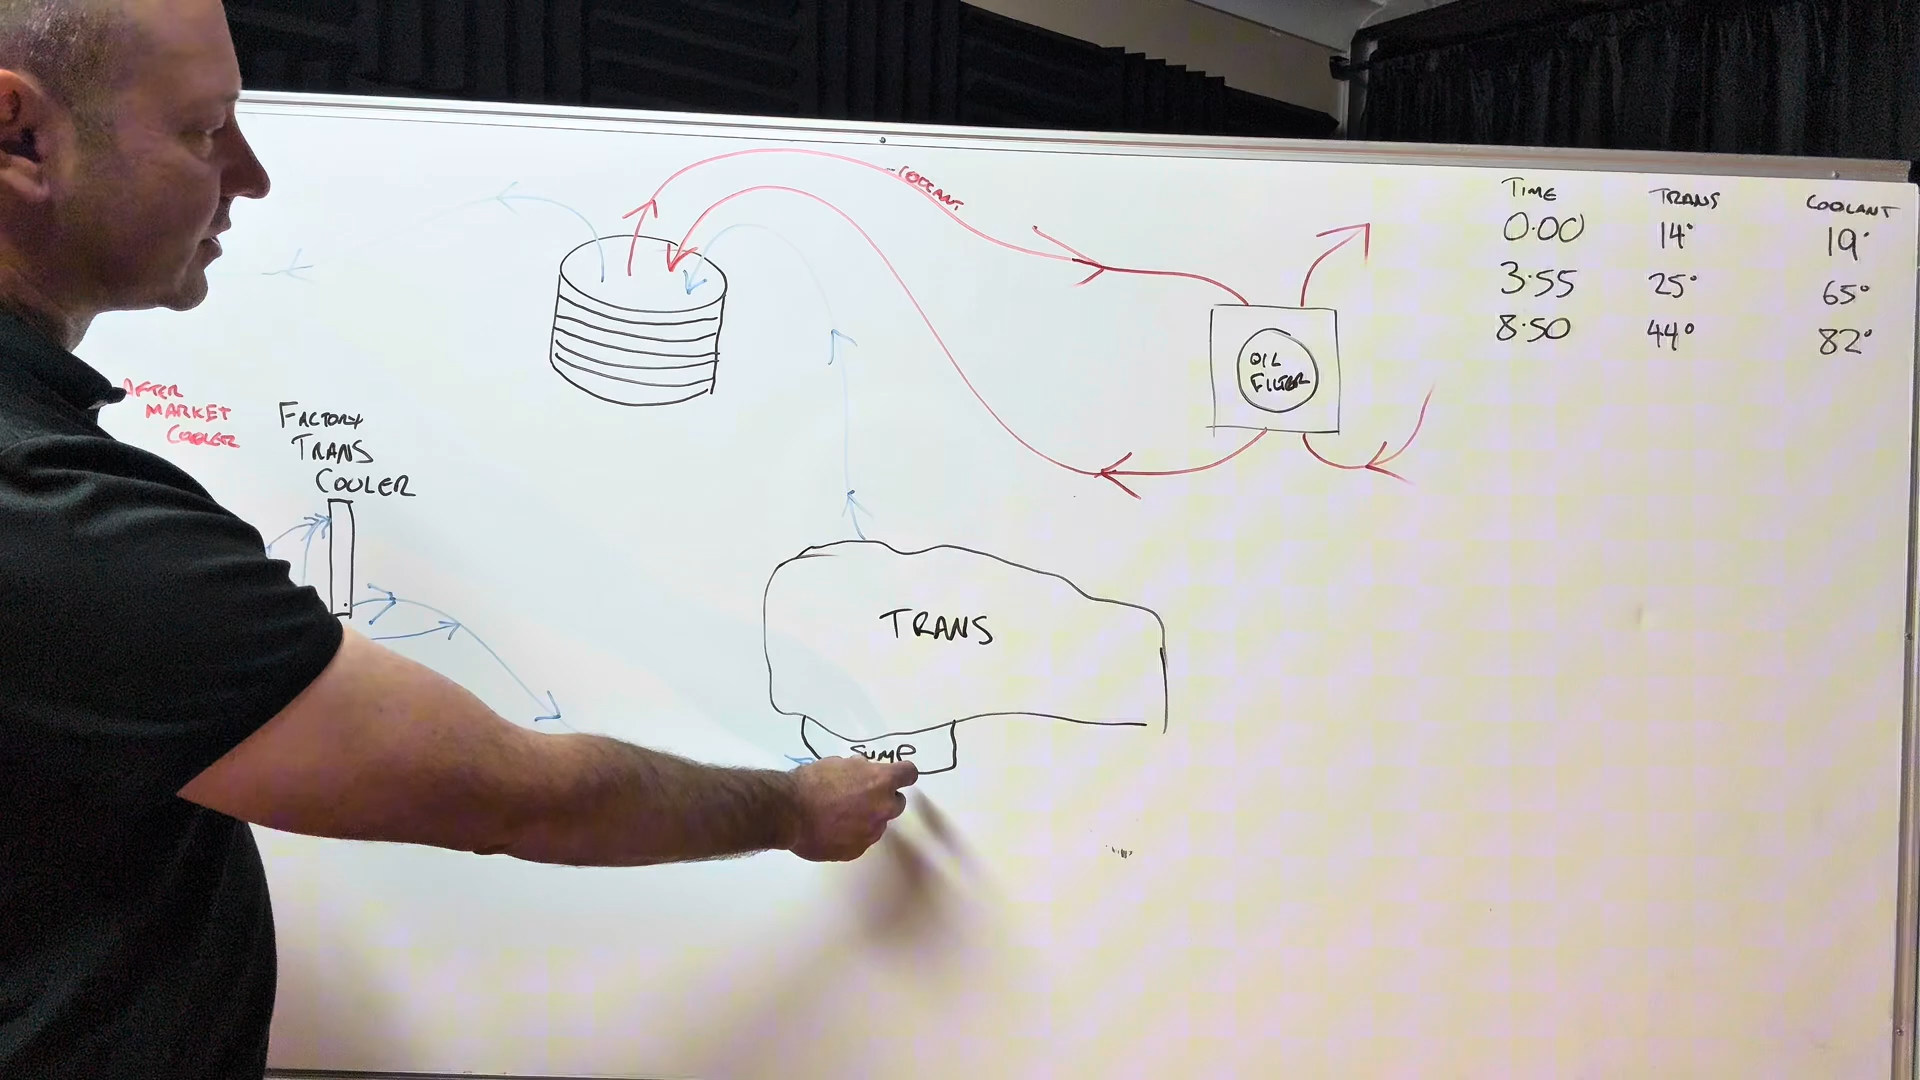 -COOLANT
TIME TRANS COOLANT
0:00 14° 19°
3:55 25° 65°
8:50 44° 82°
OIL
FILTER
AFTER
MARKET
COOLER
FACTORY
TRANS
COOLER
TRANS
SUMP